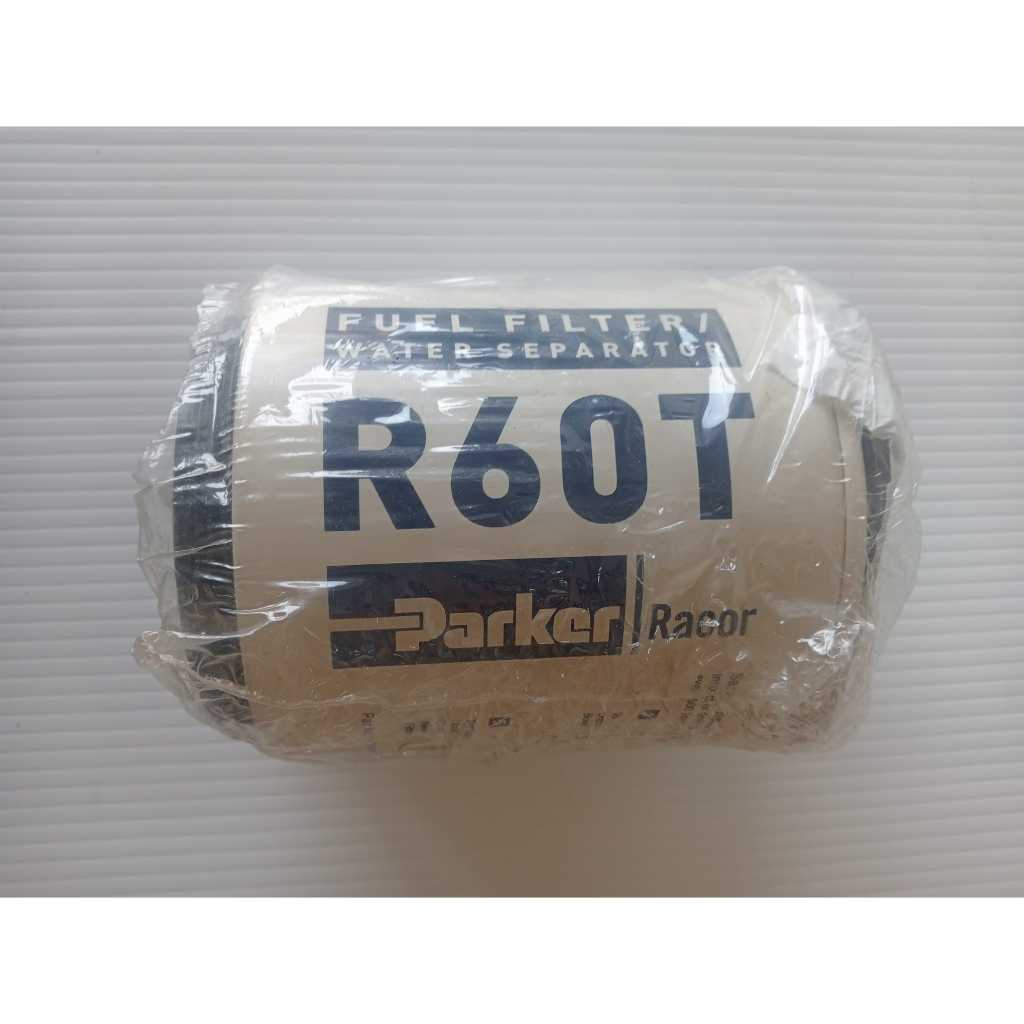 FUEL FILTER/
WATER SEPARATOR
R60T
Parker Racor